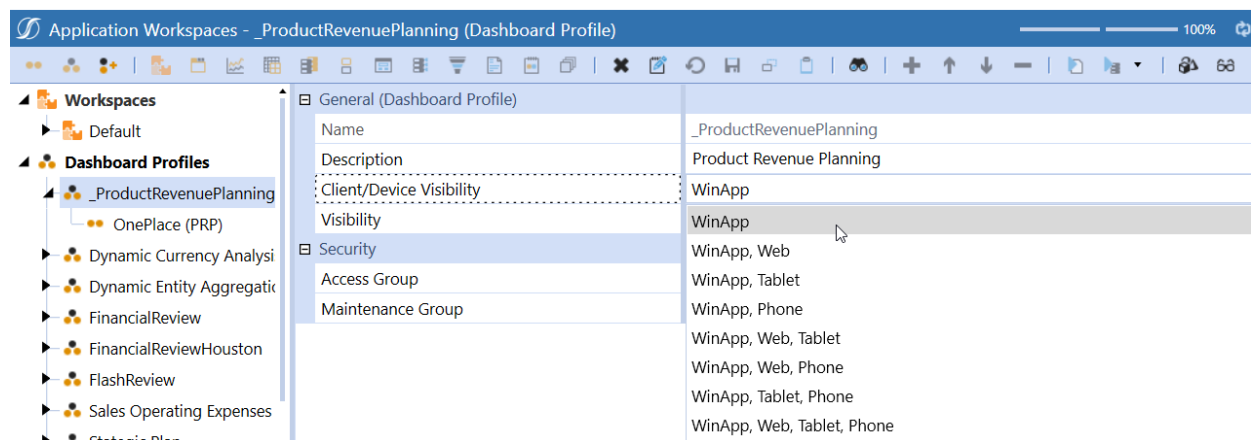 Application Workspaces - _ProductRevenuePlanning (Dashboard Profile)
100%
Workspaces
Default
Dashboard Profiles
_ProductRevenuePlanning
OnePlace (PRP)
Dynamic Currency Analysi
Dynamic Entity Aggregatic
FinancialReview
FinancialReviewHouston
FlashReview
Sales Operating Expenses
Stategic Plan
General (Dashboard Profile)
Name
_ProductRevenuePlanning
Description
Product Revenue Planning
Client/Device Visibility
WinApp
Visibility
Security
Access Group
Maintenance Group
WinApp
WinApp, Web
WinApp, Tablet
WinApp, Phone
WinApp, Web, Tablet
WinApp, Web, Phone
WinApp, Tablet, Phone
WinApp, Web, Tablet, Phone